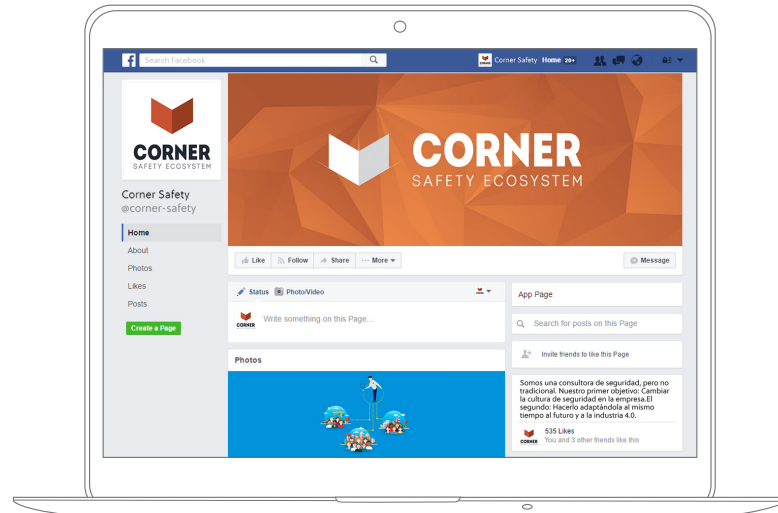 Search Facebook
Corner Safety Home 20+
CORNER
SAFETY ECOSYSTEM
CORNER
SAFETY ECOSYSTEM
Corner Safety
@corner-safety
Home
About
Photos
Likes
Posts
Create a Page
Like Follow Share ··· More
Message
Status Photo/Video
CORNER
Write something on this Page...
Photos
App Page
Search for posts on this Page
Invite friends to like this Page
Somos una consultora de seguridad, pero no
tradicional. Nuestro primer objetivo: Cambiar
la cultura de seguridad en la empresa.El
segundo: Hacerlo adaptándola al mismo
tiempo al futuro y a la industria 4.0.
CORNER
535 Likes
You and 3 other friends like this